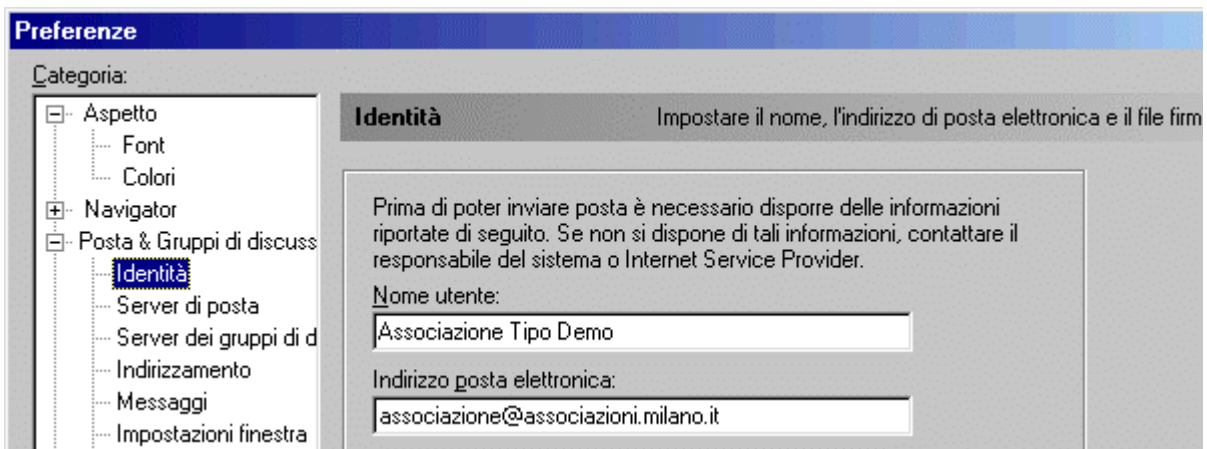 Preferenze
Categoria:
Aspetto
Font
Colori
Navigator
Posta & Gruppi di discuss
Identità
Server di posta
Server dei gruppi di d
Indirizzamento
Messaggi
Impostazioni finestra
Identità
Impostare il nome, l'indirizzo di posta elettronica e il file firm
Prima di poter inviare posta è necessario disporre delle informazioni
riportate di seguito. Se non si dispone di tali informazioni, contattare il
responsabile del sistema o Internet Service Provider.
Nome utente:
Associazione Tipo Demo
Indirizzo posta elettronica:
associazione@associazioni.milano.it